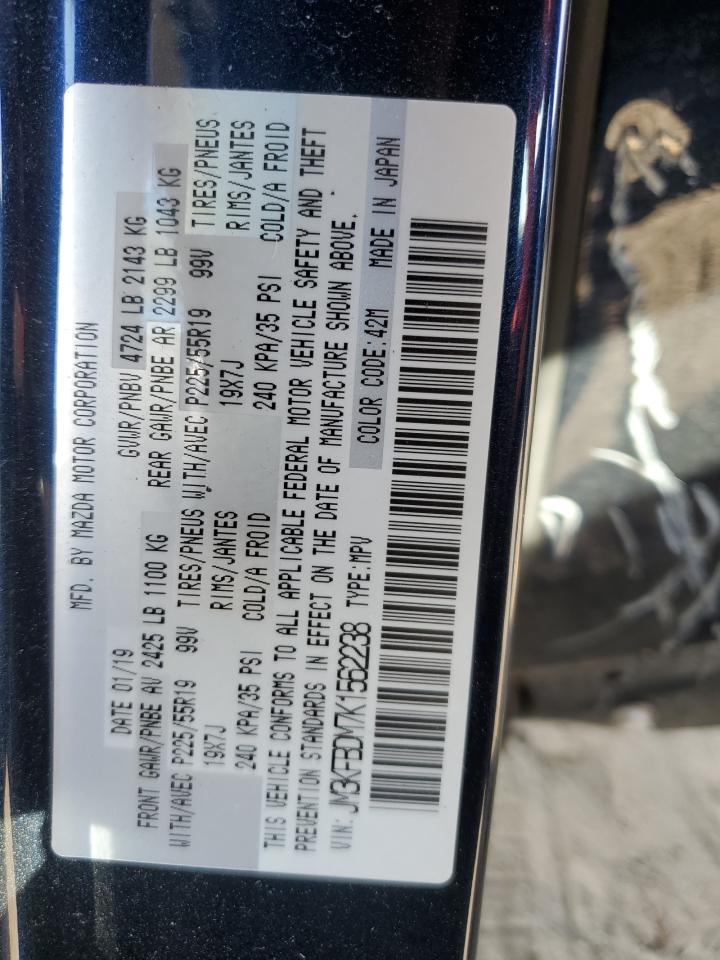 MFD. BY MAZDA MOTOR CORPORATION
DATE 01/19 GVWR/PNBV 4724 LB 2143 KG
FRONT GAWR/PNBE AV 2425 LB 1100 KG REAR GAWR/PNBE AR 2299 LB 1043 KG
WITH/AVEC P225/55R19 99V TIRES/PNEUS WITH/AVEC P225/55R19 99V TIRES/PNEUS
19X7J RIMS/JANTES 19X7J RIMS/JANTES
240 KPA/35 PSI COLD/A FROID 240 KPA/35 PSI COLD/A FROID
THIS VEHICLE CONFORMS TO ALL APPLICABLE FEDERAL MOTOR VEHICLE SAFETY AND THEFT
PREVENTION STANDARDS IN EFFECT ON THE DATE OF MANUFACTURE SHOWN ABOVE.
VIN: JM3KFBDM7K1562238 TYPE:MPV COLOR CODE:42M MADE IN JAPAN